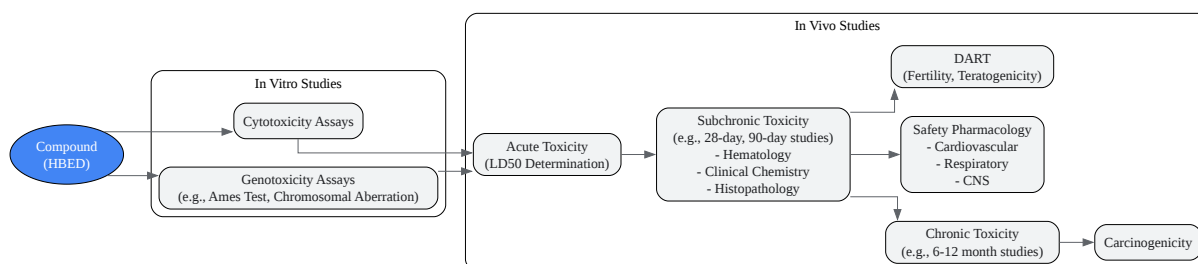 In Vivo Studies
DART
(Fertility, Teratogenicity)
In Vitro Studies
Cytotoxicity Assays
Compound
(HBED)
Genotoxicity Assays
(e.g., Ames Test, Chromosomal Aberration)
Acute Toxicity
(LD50 Determination)
Subchronic Toxicity
(e.g., 28-day, 90-day studies)
- Hematology
- Clinical Chemistry
- Histopathology
Safety Pharmacology
- Cardiovascular
- Respiratory
- CNS
Chronic Toxicity
(e.g., 6-12 month studies)
Carcinogenicity